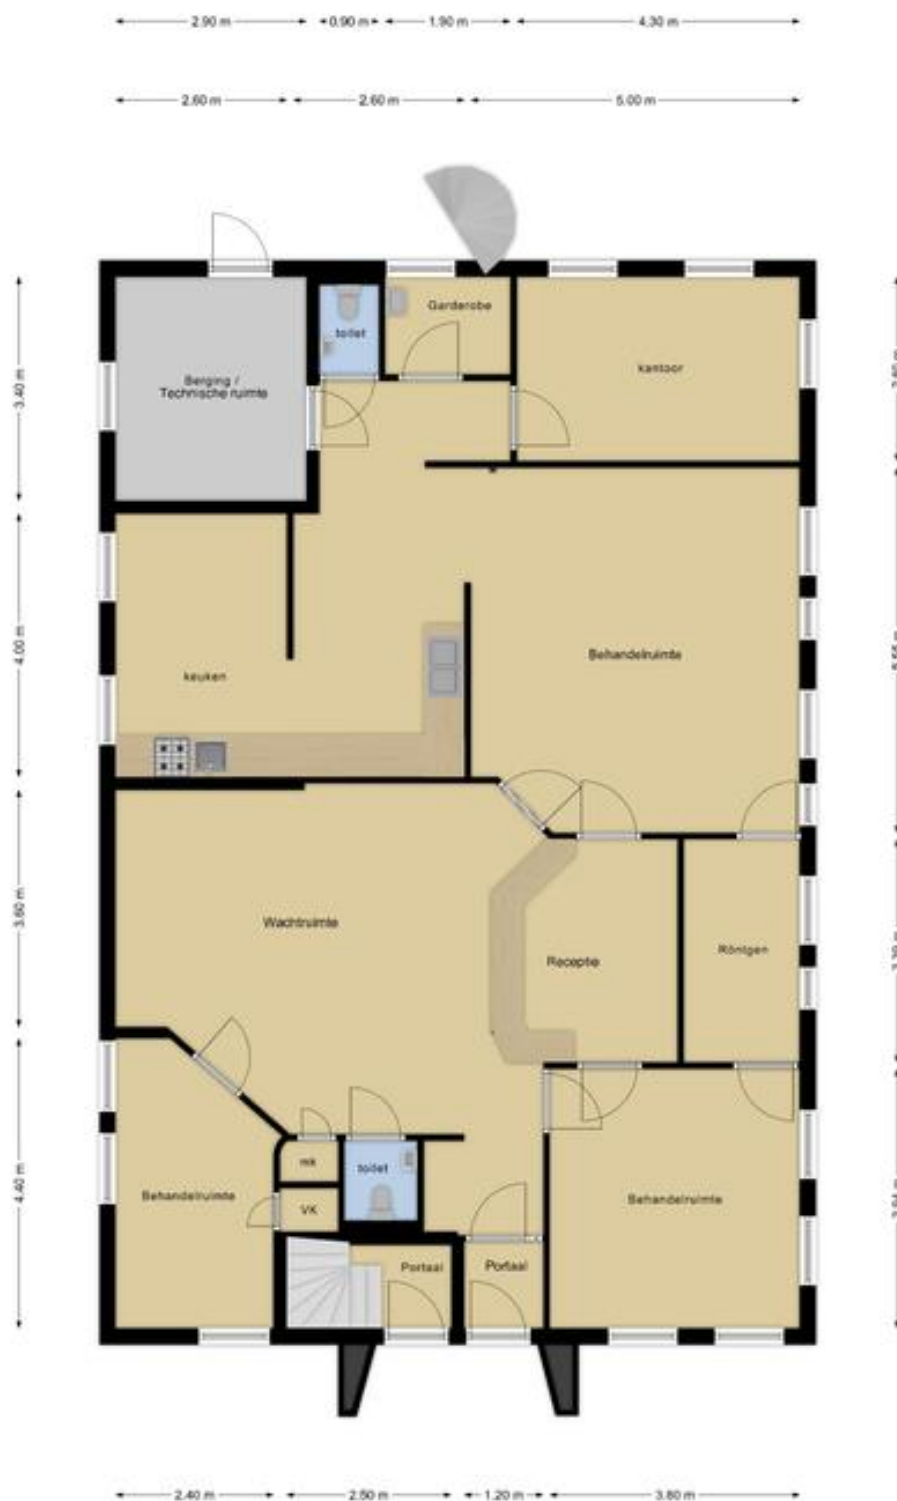 2.90 m
0.90 m
1.90 m
4.30 m
2.60 m
2.60 m
5.00 m
Garderobe
toilet
kantoor
Berging /
Technische ruimte
3.40 m
4.00 m
Behandelruimte
keuken
3.60 m
Wachtruimte
Receptie
Röntgen
4.40 m
mk
toilet
Behandelruimte
Behandelruimte
VK
Portaal
Portaal
2.40 m
2.50 m
1.20 m
3.80 m